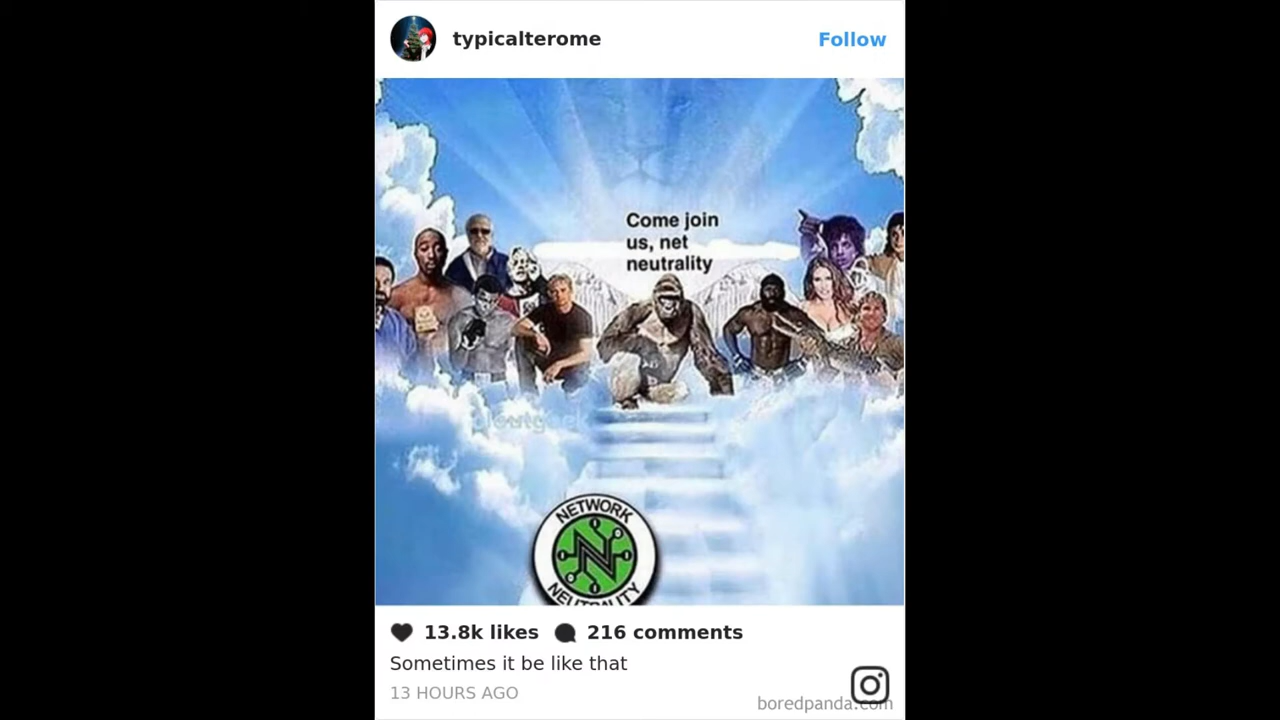 typicalterome
Follow
Come join
us, net
neutrality
NETWORK
NEUTRALITY
13.8k likes
216 comments
Sometimes it be like that
13 HOURS AGO
boredpanda.com